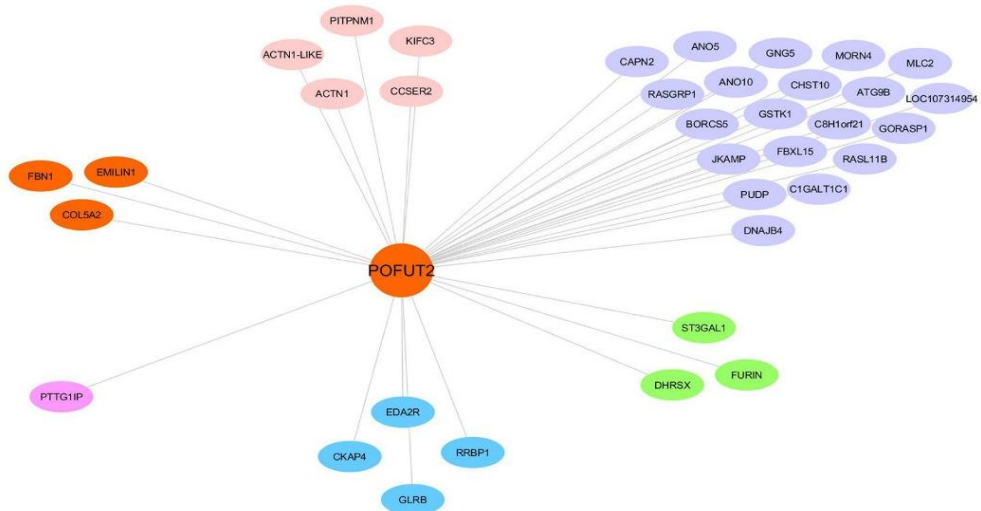 PITPNM1
KIFC3
ACTN1-LIKE
ACTN1
CCSER2
ANO5
GNG5
MORN4
MLC2
CAPN2
RASGRP1
ANO10
CHST10
ATG9B
LOC107314954
BORCS5
GSTK1
C8H1orf21
GORASP1
JKAMP
FBXL15
RASL11B
PUDP
C1GALT1C1
DNAJB4
FBN1
EMILIN1
COL5A2
POFUT2
PTTG1IP
ST3GAL1
FURIN
DHRSX
EDA2R
CKAP4
RRBP1
GLRB